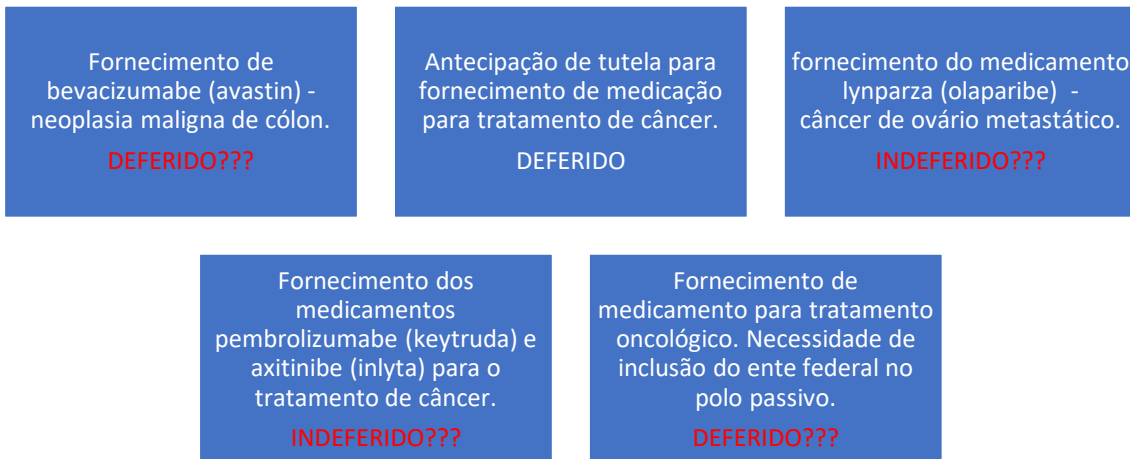 Fornecimento de
bevacizumabe (avastin) -
neoplasia maligna de cólon.
DEFERIDO???
Antecipação de tutela para
fornecimento de medicação
para tratamento de câncer.
DEFERIDO
fornecimento do medicamento
lynparza (olaparibe) -
câncer de ovário metastático.
INDEFERIDO???
Fornecimento dos
medicamentos
pembrolizumabe (keytruda) e
axitinibe (inlyta) para o
tratamento de câncer.
INDEFERIDO???
Fornecimento de
medicamento para tratamento
oncológico. Necessidade de
inclusão do ente federal no
polo passivo.
DEFERIDO???